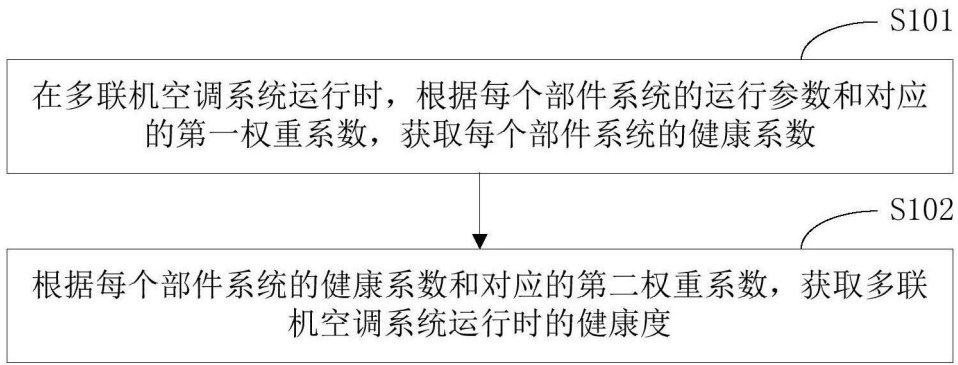 S101
在多联机空调系统运行时，根据每个部件系统的运行参数和对应
的第一权重系数，获取每个部件系统的健康系数
S102
根据每个部件系统的健康系数和对应的第二权重系数，获取多联
机空调系统运行时的健康度